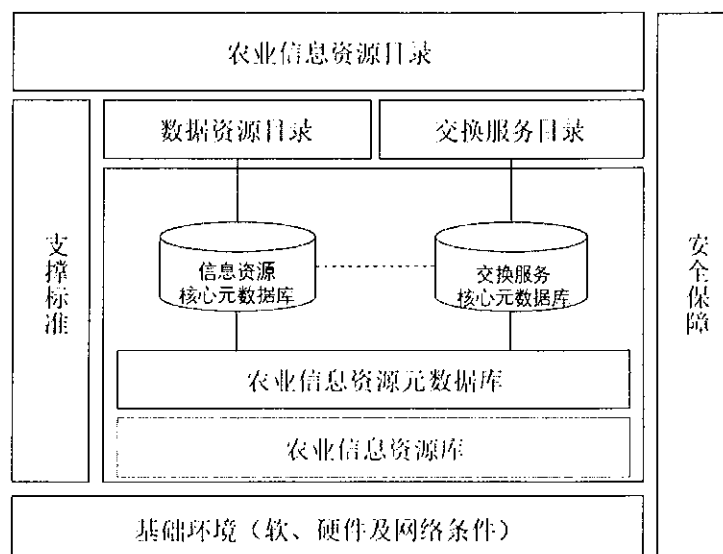 农业信息资源目录
数据资源目录
交换服务目录
支撑标准
信息资源
核心元数据库
交换服务
核心元数据库
安全保障
农业信息资源元数据库
农业信息资源库
基础环境（软、硬件及网络条件）